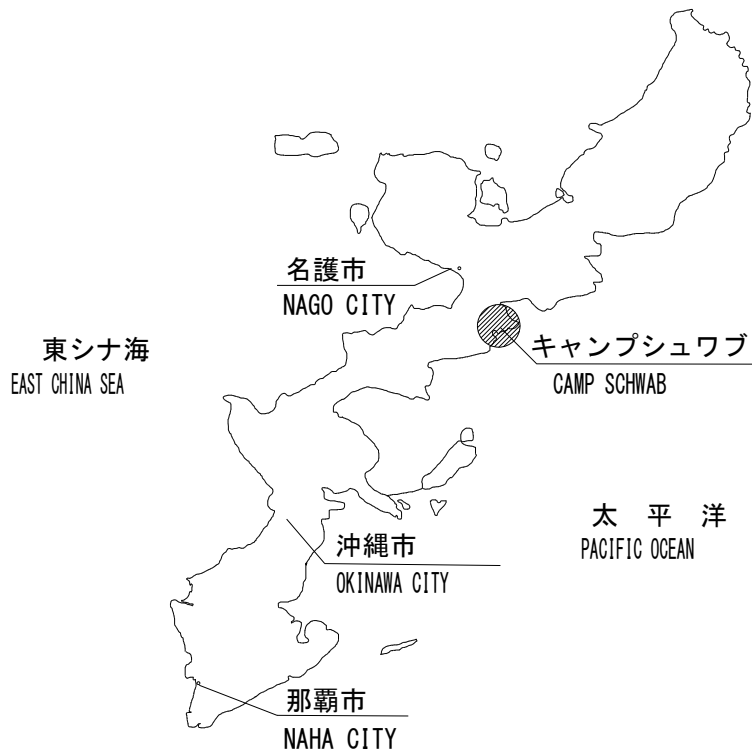 名護市
NAGO CITY
東シナ海
EAST CHINA SEA
キャンプシュワブ
CAMP SCHWAB
太平洋
PACIFIC OCEAN
沖縄市
OKINAWA CITY
那覇市
NAHA CITY